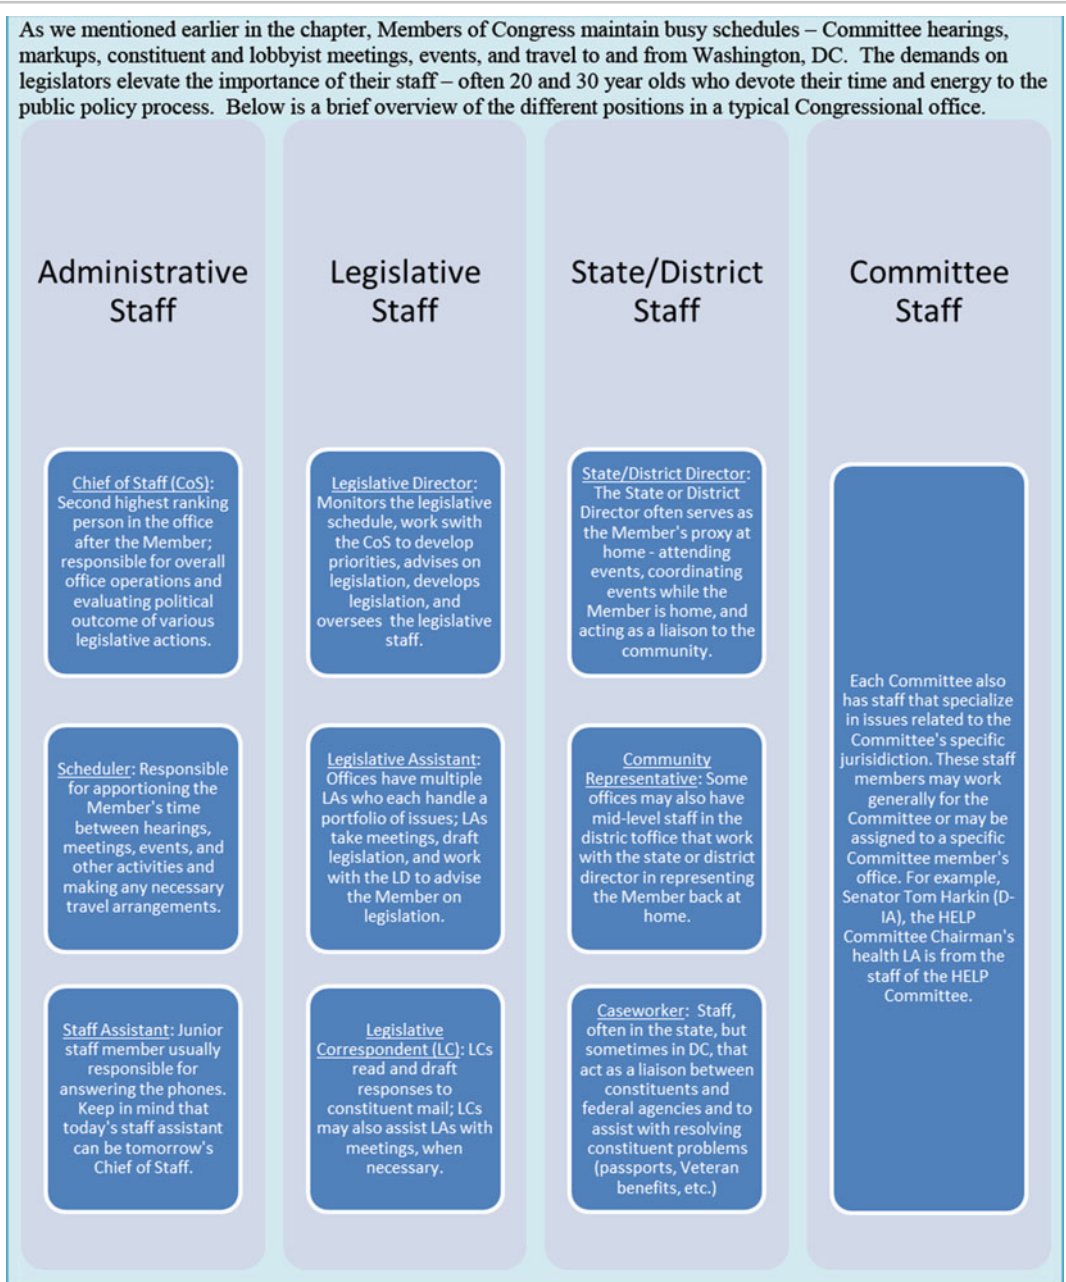 As we mentioned earlier in the chapter, Members of Congress maintain busy schedules – Committee hearings,
markups, constituent and lobbyist meetings, events, and travel to and from Washington, DC.  The demands on
legislators elevate the importance of their staff – often 20 and 30 year olds who devote their time and energy to the
public policy process.  Below is a brief overview of the different positions in a typical Congressional office.
Administrative
Staff
Chief of Staff (CoS):
Second highest ranking
person in the office
after the Member;
responsible for overall
office operations and
evaluating political
outcome of various
legislative actions.
Scheduler: Responsible
for apportioning the
Member's time
between hearings,
meetings, events, and
other activities and
making any necessary
travel arrangements.
Staff Assistant: Junior
staff member usually
responsible for
answering the phones.
Keep in mind that
today's staff assistant
can be tomorrow's
Chief of Staff.
Legislative
Staff
Legislative Director:
Monitors the legislative
schedule, work swith
the CoS to develop
priorities, advises on
legislation, develops
legislation, and
oversees  the legislative
staff.
Legislative Assistant:
Offices have multiple
LAs who each handle a
portfolio of issues; LAs
take meetings, draft
legislation, and work
with the LD to advise
the Member on
legislation.
Legislative
Correspondent (LC): LCs
read and draft
responses to
constituent mail; LCs
may also assist LAs with
meetings, when
necessary.
State/District
Staff
State/District Director:
The State or District
Director often serves as
the Member's proxy at
home - attending
events, coordinating
events while the
Member is home, and
acting as a liaison to the
community.
Community
Representative: Some
offices may also have
mid-level staff in the
distric toffice that work
with the state or district
director in representing
the Member back at
home.
Caseworker:  Staff,
often in the state, but
sometimes in DC, that
act as a liaison between
constituents and
federal agencies and to
assist with resolving
constituent problems
(passports, Veteran
benefits, etc.)
Committee
Staff
Each Committee also
has staff that specialize
in issues related to the
Committee's specific
jurisidiction. These staff
members may work
generally for the
Committee or may be
assigned to a specific
Committee member's
office. For example,
Senator Tom Harkin (D-
IA), the HELP
Committee Chairman's
health LA is from the
staff of the HELP
Committee.